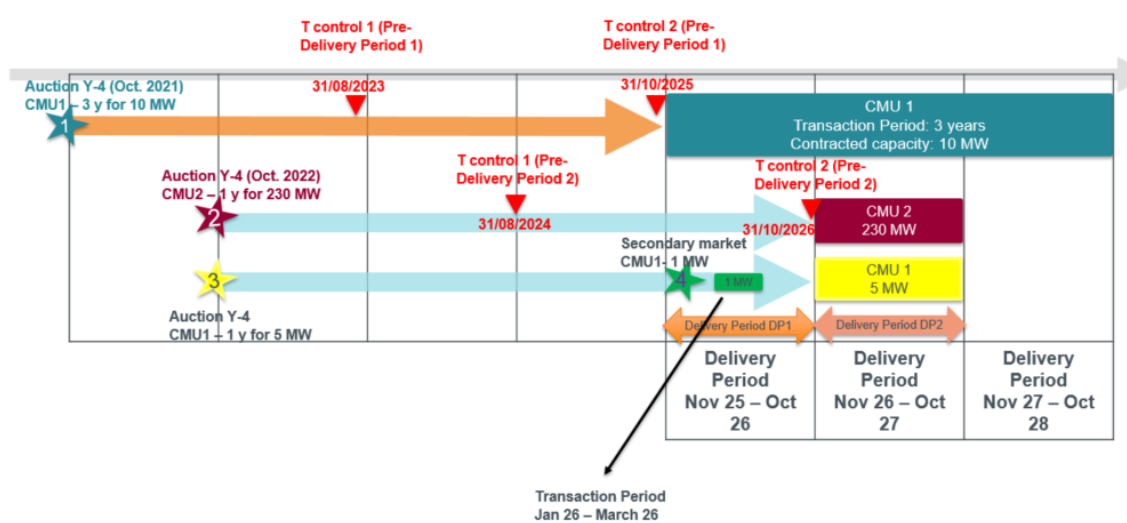 T control 1 (Pre-
Delivery Period 1)
T control 2 (Pre-
Delivery Period 1)
Auction Y-4 (Oct. 2021)
CMU1 – 3 y for 10 MW
31/08/2023
31/10/2025
1
CMU 1
Transaction Period: 3 years
Contracted capacity: 10 MW
T control 1 (Pre-
Delivery Period 2)
T control 2 (Pre-
Delivery Period 2)
Auction Y-4 (Oct. 2022)
CMU2 – 1 y for 230 MW
2
31/08/2024
31/10/2026
CMU 2
230 MW
Secondary market
CMU1- 1 MW
3
4
1 MW
CMU 1
5 MW
Auction Y-4
CMU1 – 1 y for 5 MW
Delivery Period DP1
Delivery Period DP2
Delivery
Period
Nov 25 – Oct
26
Delivery
Period
Nov 26 – Oct
27
Delivery
Period
Nov 27 – Oct
28
Transaction Period
Jan 26 – March 26